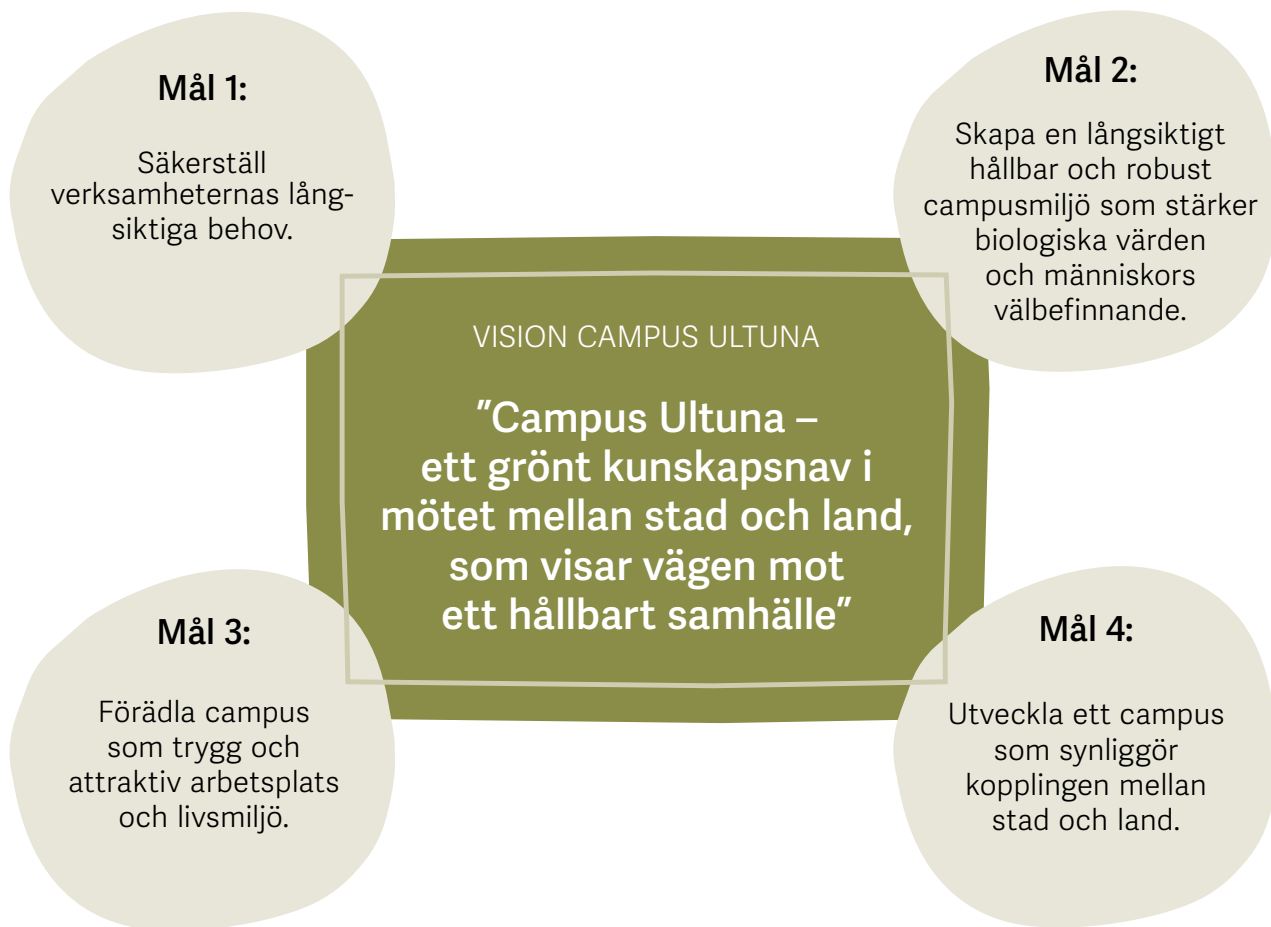 Mål 1:
Säkerställ
verksamheternas lång-
siktiga behov.
Mål 2:
Skapa en långsiktigt
hållbar och robust
campusmiljö som stärker
biologiska värden
och människors
välbefinnande.
VISION CAMPUS ULTUNA
"Campus Ultuna –
ett grönt kunskapsnav i
mötet mellan stad och land,
som visar vägen mot
ett hållbart samhälle"
Mål 3:
Förädla campus
som trygg och
attraktiv arbetsplats
och livsmiljö.
Mål 4:
Utveckla ett campus
som synliggör
kopplingen mellan
stad och land.